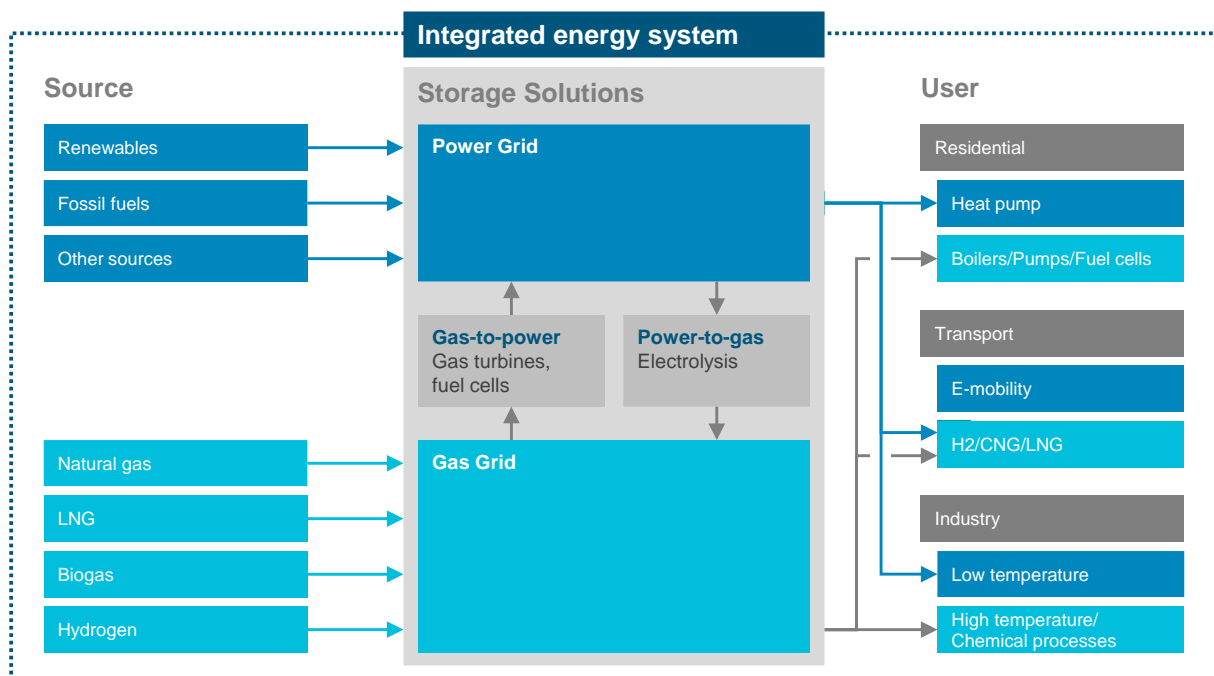 Integrated energy system
Source
Renewables
Fossil fuels
Other sources
Natural gas
LNG
Biogas
Hydrogen
Storage Solutions
Power Grid
Gas-to-power
Gas turbines,
fuel cells
Power-to-gas
Electrolysis
Gas Grid
User
Residential
Heat pump
Boilers/Pumps/Fuel cells
Transport
E-mobility
H2/CNG/LNG
Industry
Low temperature
High temperature/
Chemical processes